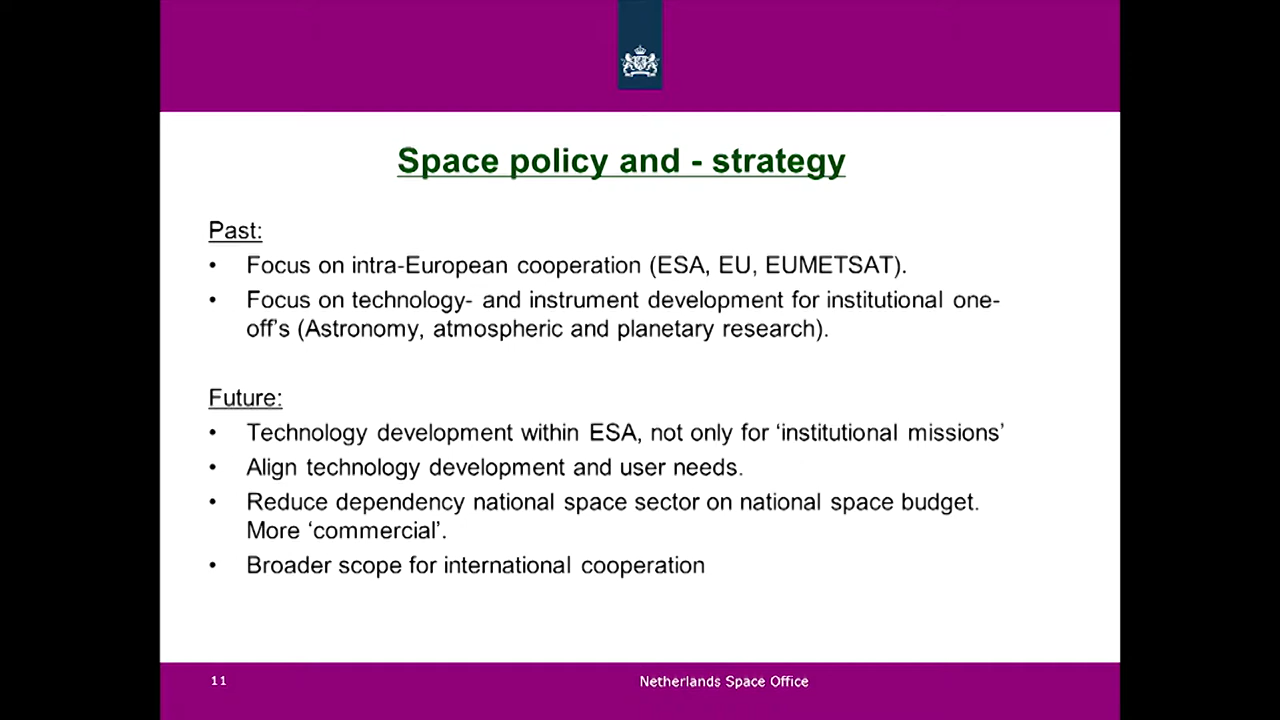 Space policy and - strategy
Past:
• Focus on intra-European cooperation (ESA, EU, EUMETSAT).
• Focus on technology- and instrument development for institutional one-
off’s (Astronomy, atmospheric and planetary research).
Future:
• Technology development within ESA, not only for ‘institutional missions’
• Align technology development and user needs.
• Reduce dependency national space sector on national space budget.
More ‘commercial’.
• Broader scope for international cooperation
11
Netherlands Space Office